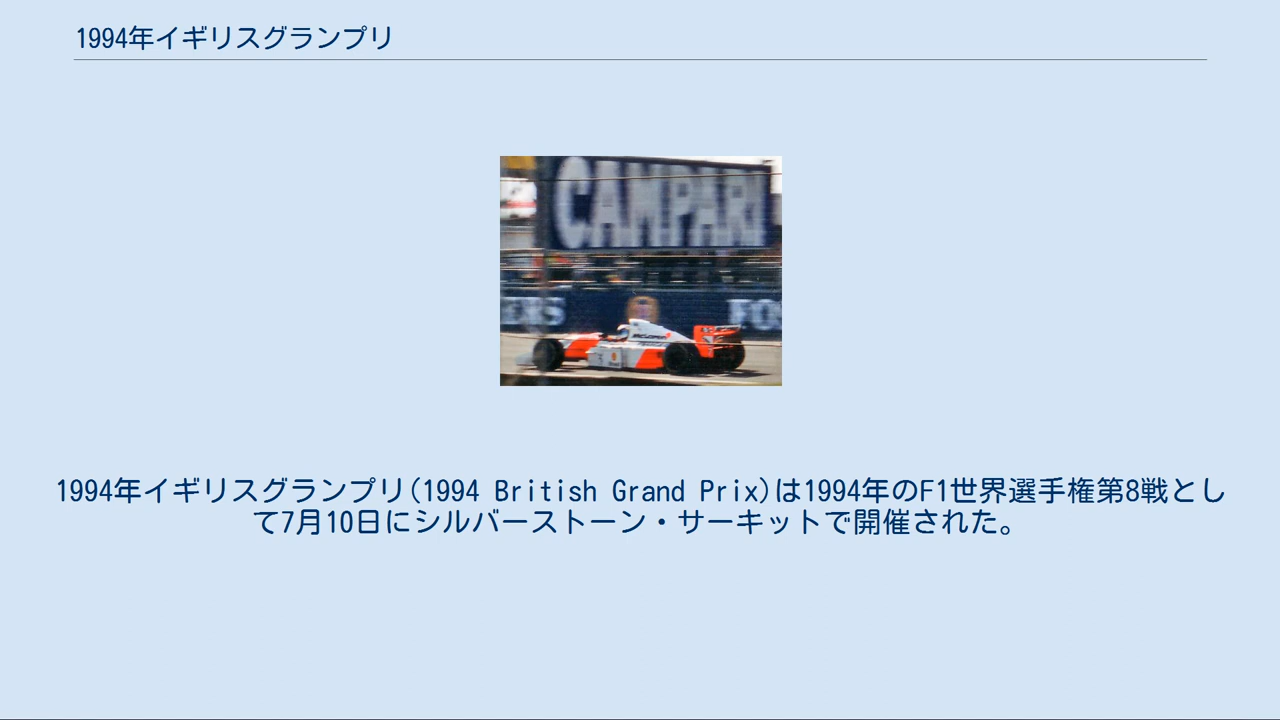 1994年イギリスグランプリ
CAMPARI
FOS
1994年イギリスグランプリ(1994 British Grand Prix)は1994年のF1世界選手権第8戦とし
て7月10日にシルバーストーン・サーキットで開催された。